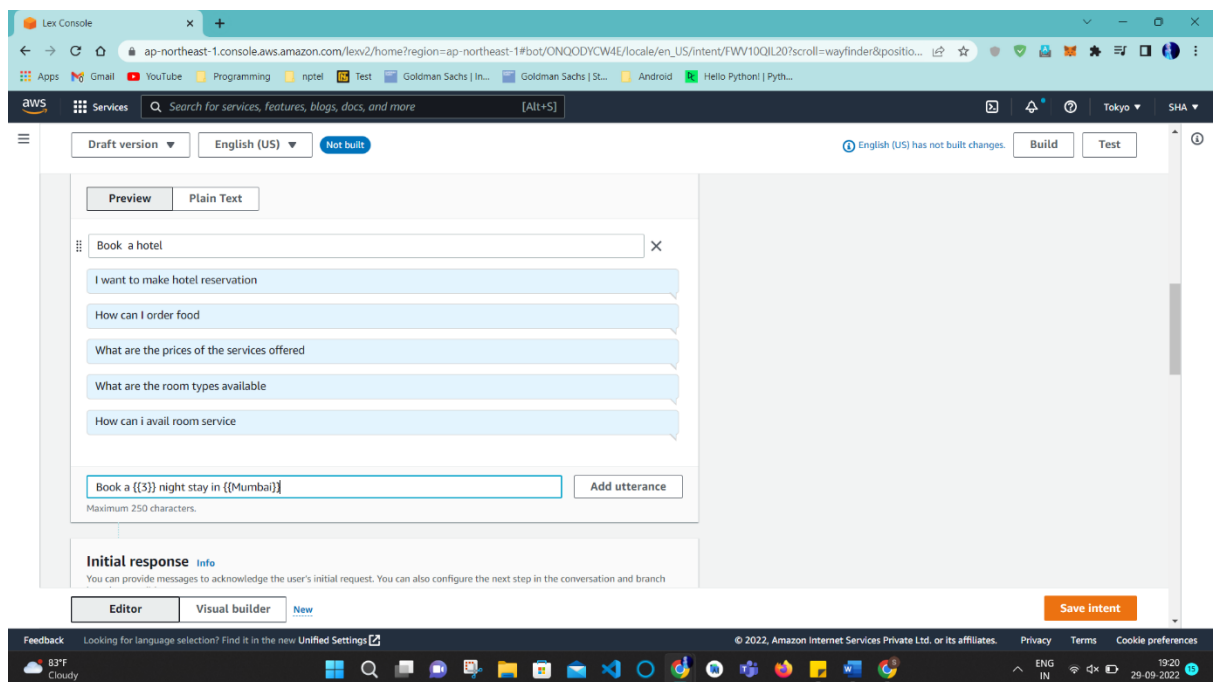 Lex Console
ap-northeast-1.console.aws.amazon.com/lexv2/home?region=ap-northeast-1#bot/ONQODYCW4E/locale/en_US/intent/FWV10QIL20?scroll=wayfinder&positio...
Apps Gmail YouTube Programming nptel Test Goldman Sachs | In... Goldman Sachs | St... Android Hello Python! | Pyth...
aws Services Search for services, features, blogs, docs, and more [Alt+S] Tokyo ▼ SHA ▼
Draft version ▼ English (US) ▼ Not built English (US) has not built changes. Build Test
Preview Plain Text
Book a hotel
I want to make hotel reservation
How can I order food
What are the prices of the services offered
What are the room types available
How can i avail room service
Book a {{3}} night stay in {{Mumbai}} Add utterance
Maximum 250 characters.
Initial response Info
You can provide messages to acknowledge the user's initial request. You can also configure the next step in the conversation and branch
Editor Visual builder New Save intent
Feedback Looking for language selection? Find it in the new Unified Settings © 2022, Amazon Internet Services Private Ltd. or its affiliates. Privacy Terms Cookie preferences
83°F ENG 19:20
Cloudy IN 29-09-2022 15